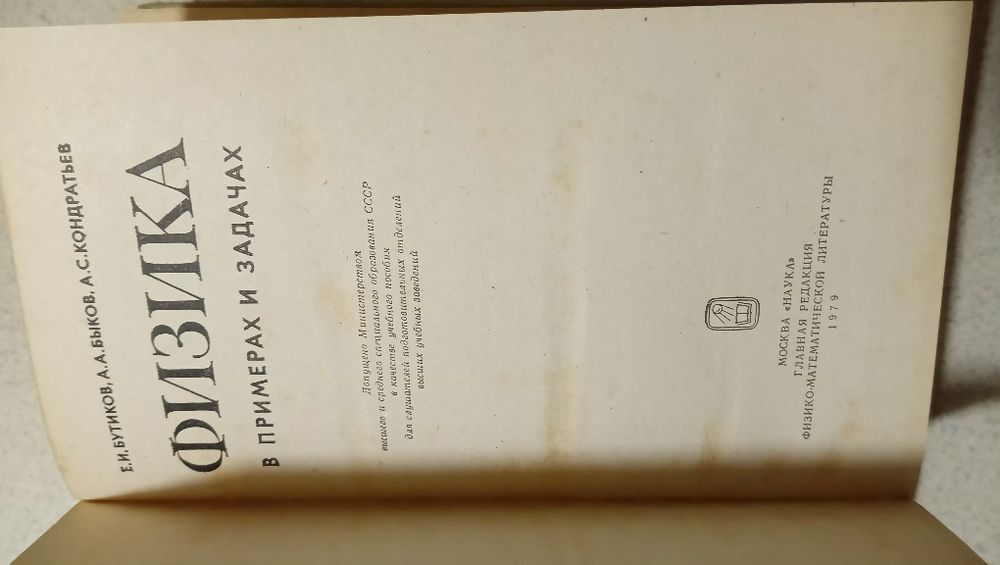 Е.И.БУТИКОВ, А.А.БЫКОВ, А.С.КОНДРАТЬЕВ
ФИЗИКА
В ПРИМЕРАХ И ЗАДАЧАХ
Допущено Министерством
высшего и среднего специального образования СССР
в качестве учебного пособия
для слушателей подготовительных отделений
высших учебных заведений
МОСКВА «НАУКА»
ГЛАВНАЯ РЕДАКЦИЯ
ФИЗИКО-МАТЕМАТИЧЕСКОЙ ЛИТЕРАТУРЫ
1979